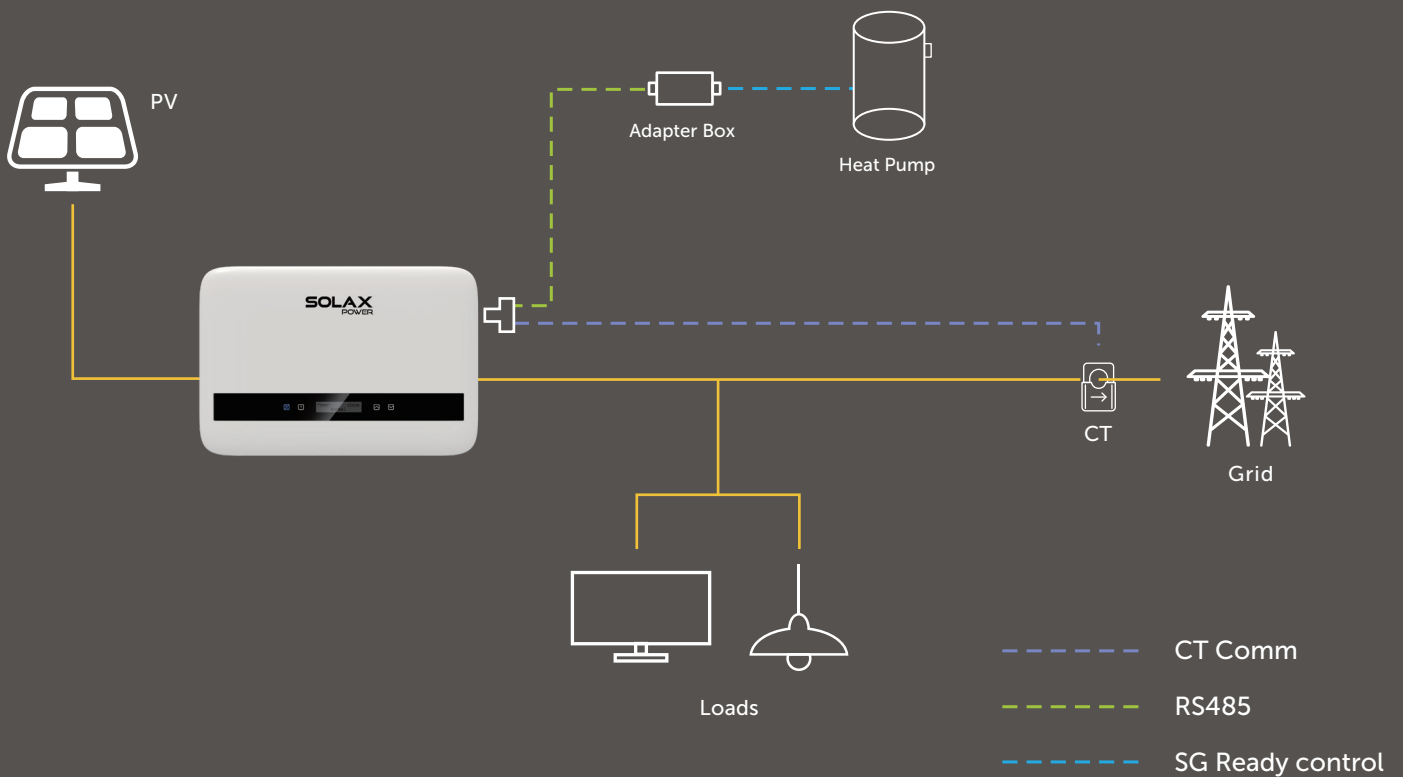 PV
Adapter Box
Heat Pump
SOLAX
POWER
CT
Grid
Loads
CT Comm
RS485
SG Ready control